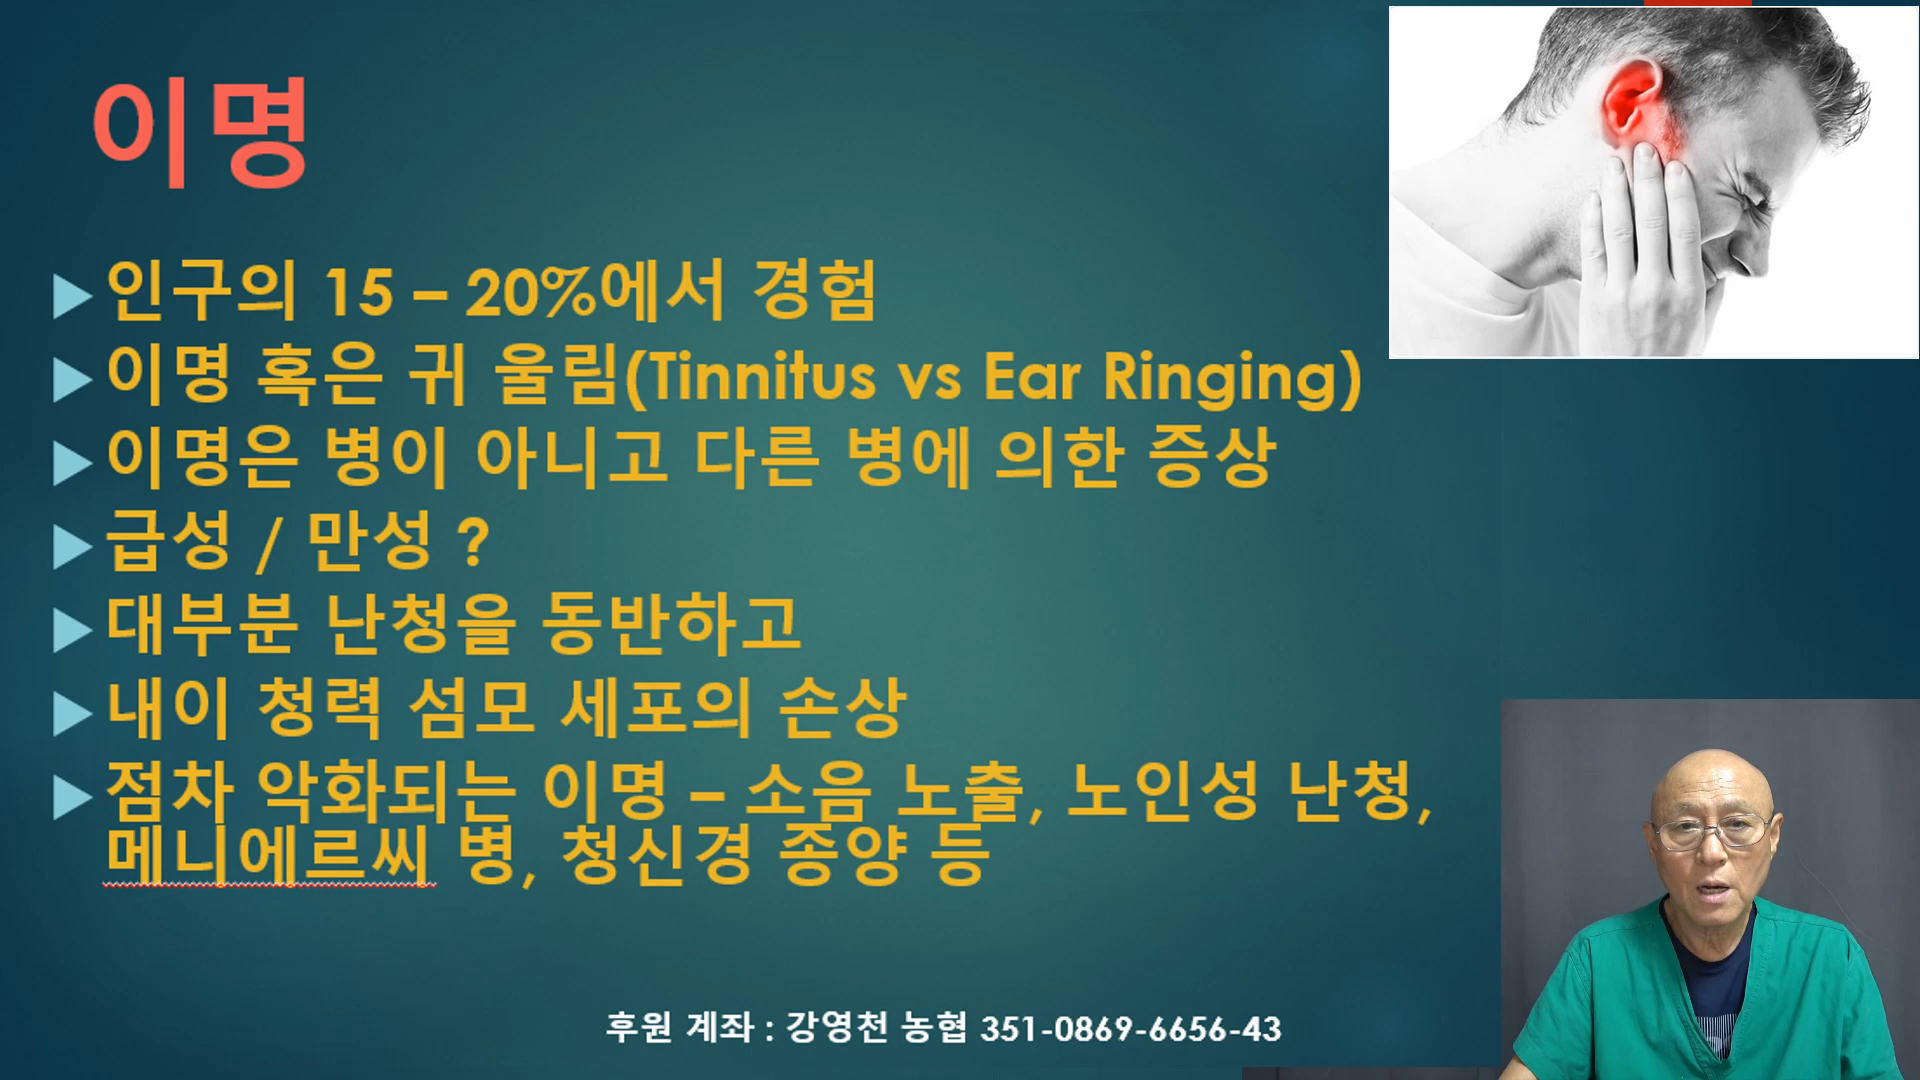 이명
인구의 15 – 20%에서 경험
이명 혹은 귀 울림(Tinnitus vs Ear Ringing)
이명은 병이 아니고 다른 병에 의한 증상
급성 / 만성 ?
대부분 난청을 동반하고
내이 청력 섬모 세포의 손상
점차 악화되는 이명 – 소음 노출, 노인성 난청,
메니에르씨 병, 청신경 종양 등
후원 계좌 : 강영천 농협 351-0869-6656-43